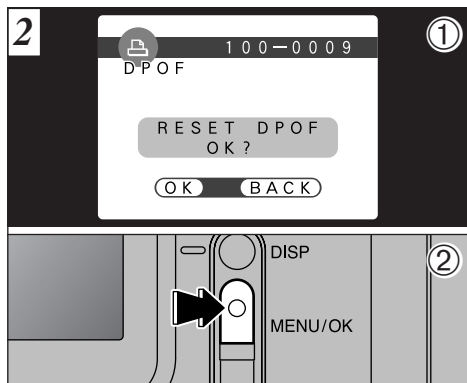 2
①
100-0009
DPOF
RESET DPOF
OK?
OK BACK
②
DISP
MENU/OK